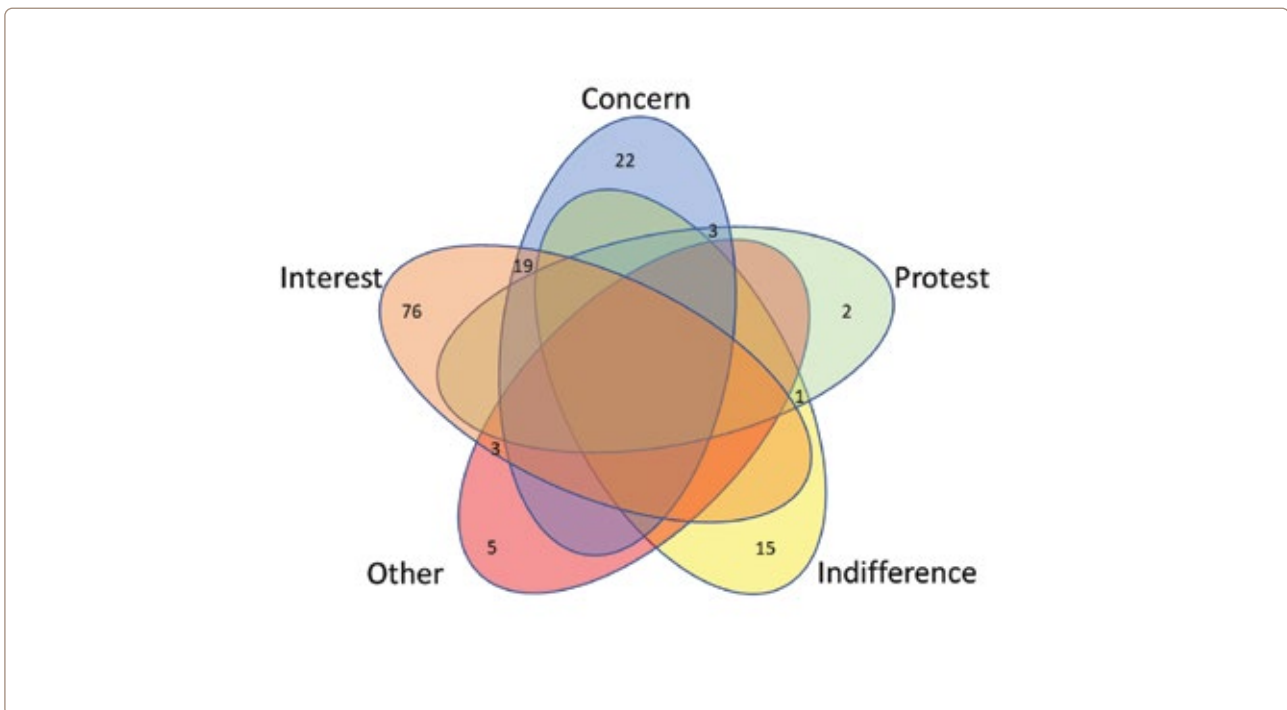 Concern
22
3
Interest
19
Protest
76
2
1
3
5
15
Other
Indifference